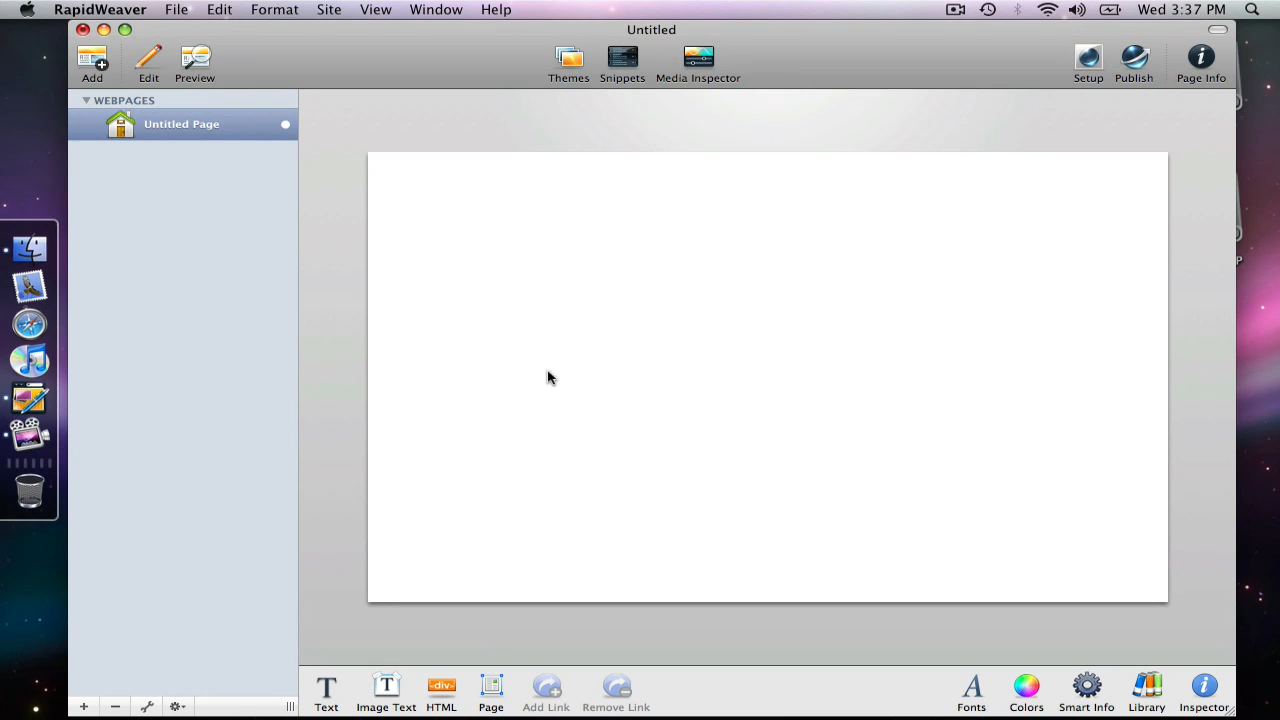 RapidWeaver File Edit Format Site View Window Help Wed 3:37 PM
Untitled
Add Edit Preview Themes Snippets Media Inspector Setup Publish Page Info
WEBPAGES
Untitled Page
P
Text Image Text <div> HTML Page Add Link Remove Link Fonts Colors Smart Info Library Inspector